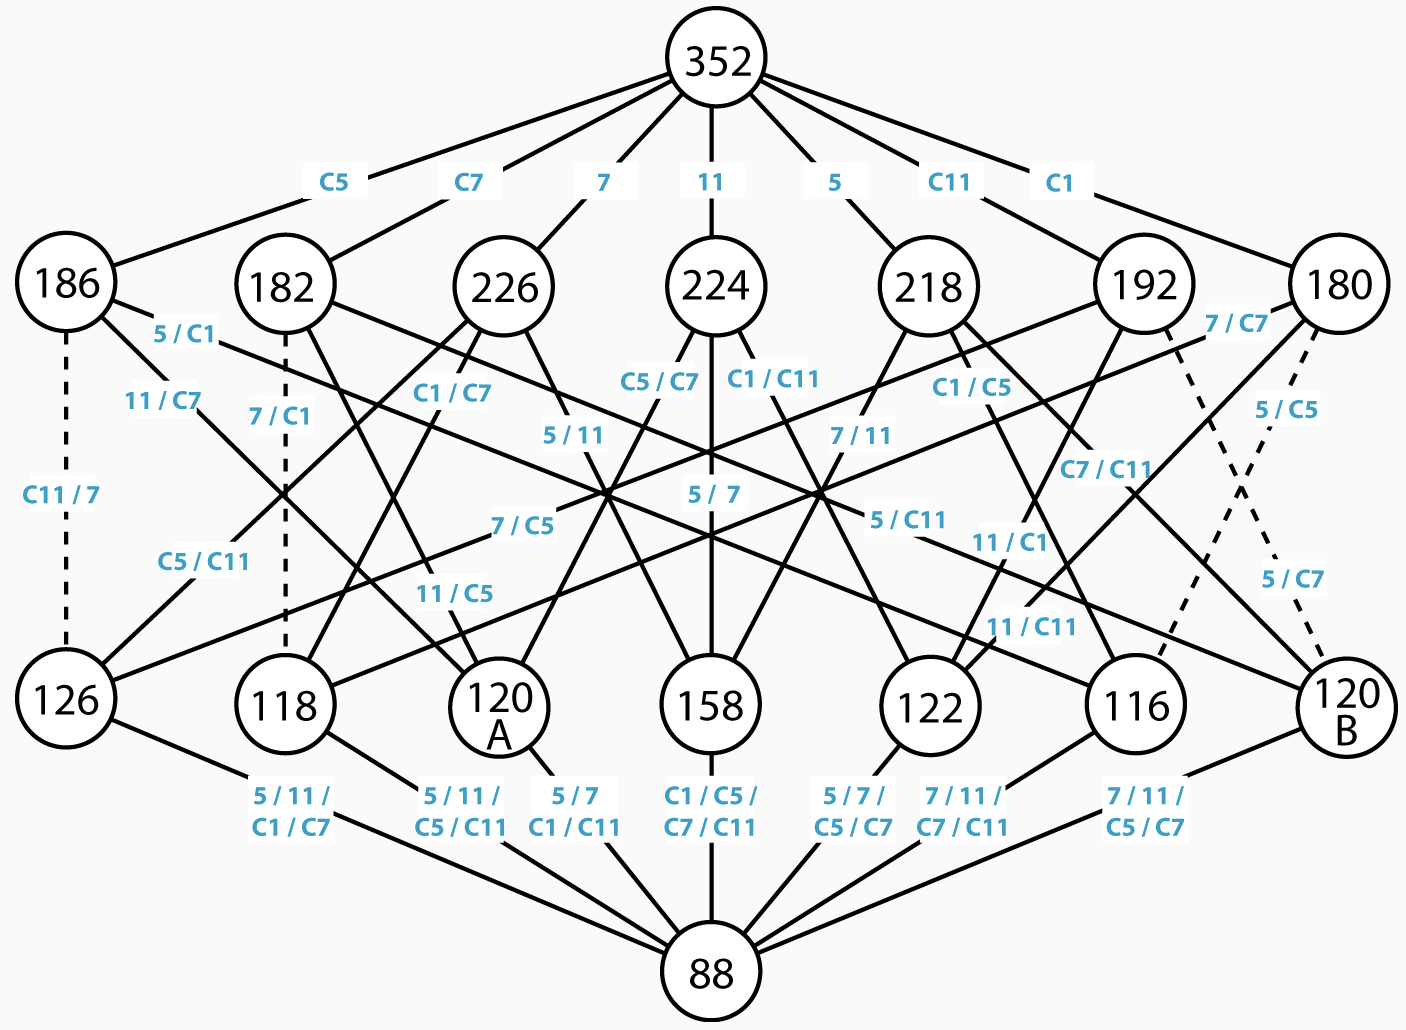 352
C5 C7 7 11 5 C11 C1
186 182 226 224 218 192 180
7 / C7
5 / C1
C5 / C7 C1 / C11
C1 / C7 C1 / C5
11 / C7
5 / C5
7 / C1
5 / 11 7 / 11
C7 / C11
C11 / 7 5 / 7
7 / C5 5 / C11
11 / C1
C5 / C11
5 / C7
11 / C5
11 / C11
126 118 120 158 122 116 120
A B
5 / 11 / 5 / 11 / 5 / 7 C1 / C5 / 5 / 7 / 7 / 11 / 7 / 11 /
C1 / C7 C5 / C11 C1 / C11 C7 / C11 C5 / C7 C7 / C11 C5 / C7
88